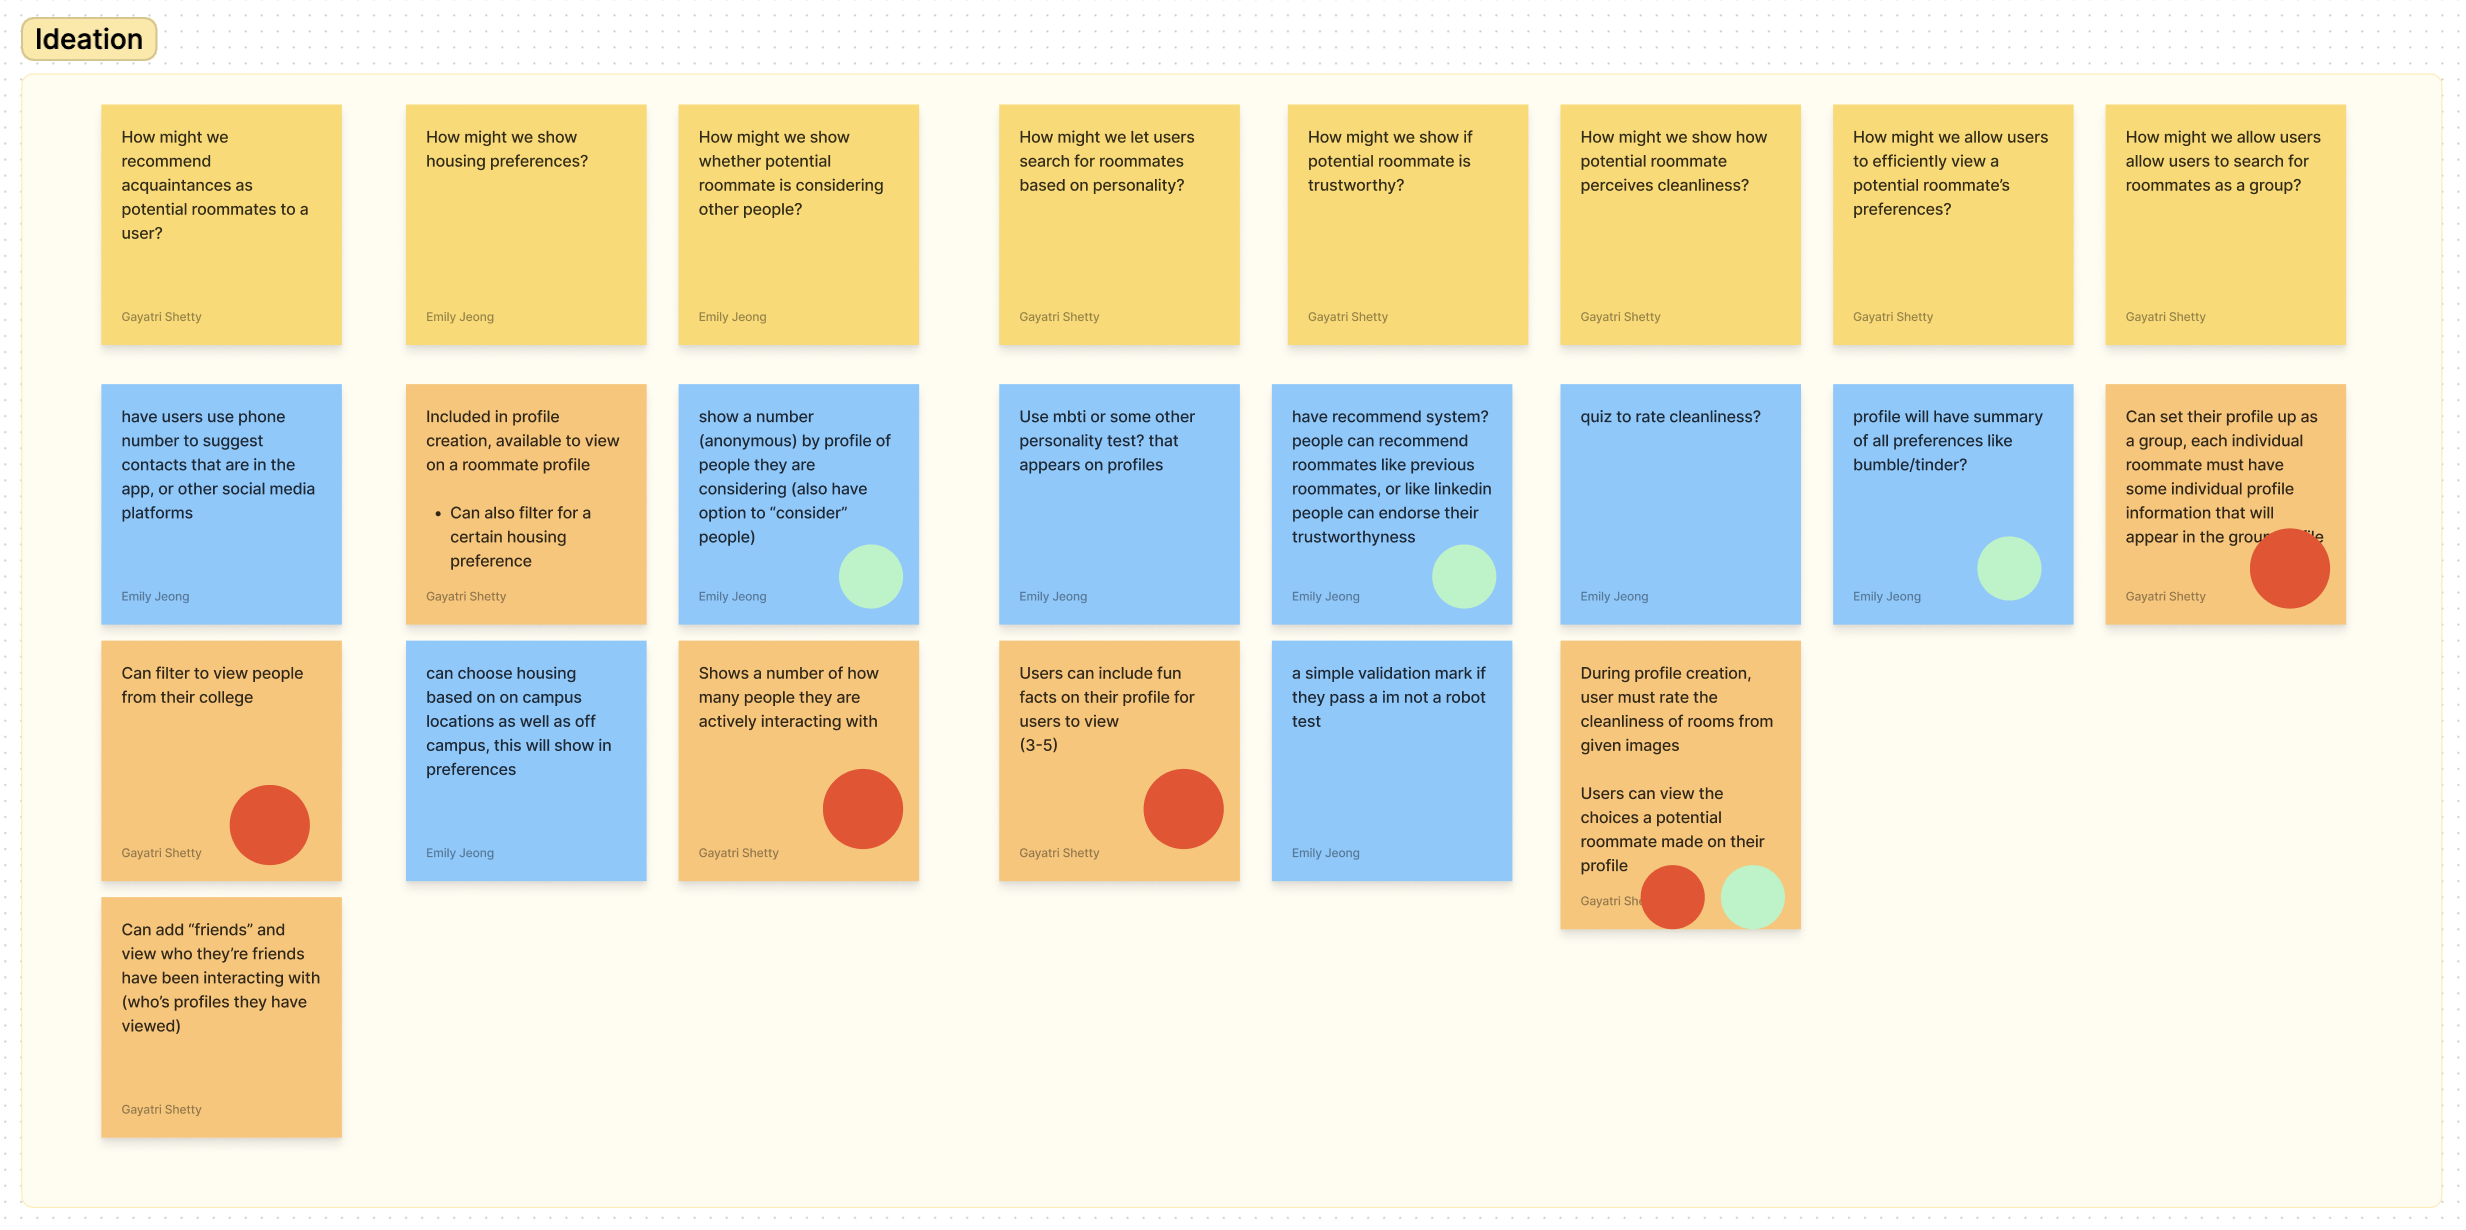 Ideation
How might we
recommend
acquaintances as
potential roommates to a
user?
Gayatri Shetty
How might we show
housing preferences?
Emily Jeong
How might we show
whether potential
roommate is considering
other people?
Emily Jeong
How might we let users
search for roommates
based on personality?
Gayatri Shetty
How might we show if
potential roommate is
trustworthy?
Gayatri Shetty
How might we show how
potential roommate
perceives cleanliness?
Gayatri Shetty
How might we allow users
to efficiently view a
potential roommate’s
preferences?
Gayatri Shetty
How might we allow users
allow users to search for
roommates as a group?
Gayatri Shetty
have users use phone
number to suggest
contacts that are in the
app, or other social media
platforms
Emily Jeong
Included in profile
creation, available to view
on a roommate profile
• Can also filter for a
certain housing
preference
Gayatri Shetty
show a number
(anonymous) by profile of
people they are
considering (also have
option to “consider”
people)
Emily Jeong
Use mbti or some other
personality test? that
appears on profiles
Emily Jeong
have recommend system?
people can recommend
roommates like previous
roommates, or like linkedin
people can endorse their
trustworthyness
Emily Jeong
quiz to rate cleanliness?
Emily Jeong
profile will have summary
of all preferences like
bumble/tinder?
Emily Jeong
Can set their profile up as
a group, each individual
roommate must have
some individual profile
information that will
appear in the
Gayatri Shetty
Can filter to view people
from their college
Gayatri Shetty
can choose housing
based on on campus
locations as well as off
campus, this will show in
preferences
Emily Jeong
Shows a number of how
many people they are
actively interacting with
Gayatri Shetty
Users can include fun
facts on their profile for
users to view
(3-5)
Gayatri Shetty
a simple validation mark if
they pass a im not a robot
test
Emily Jeong
During profile creation,
user must rate the
cleanliness of rooms from
given images
Users can view the
choices a potential
roommate made on their
profile
Gayatri
Can add “friends” and
view who they’re friends
have been interacting with
(who’s profiles they have
viewed)
Gayatri Shetty